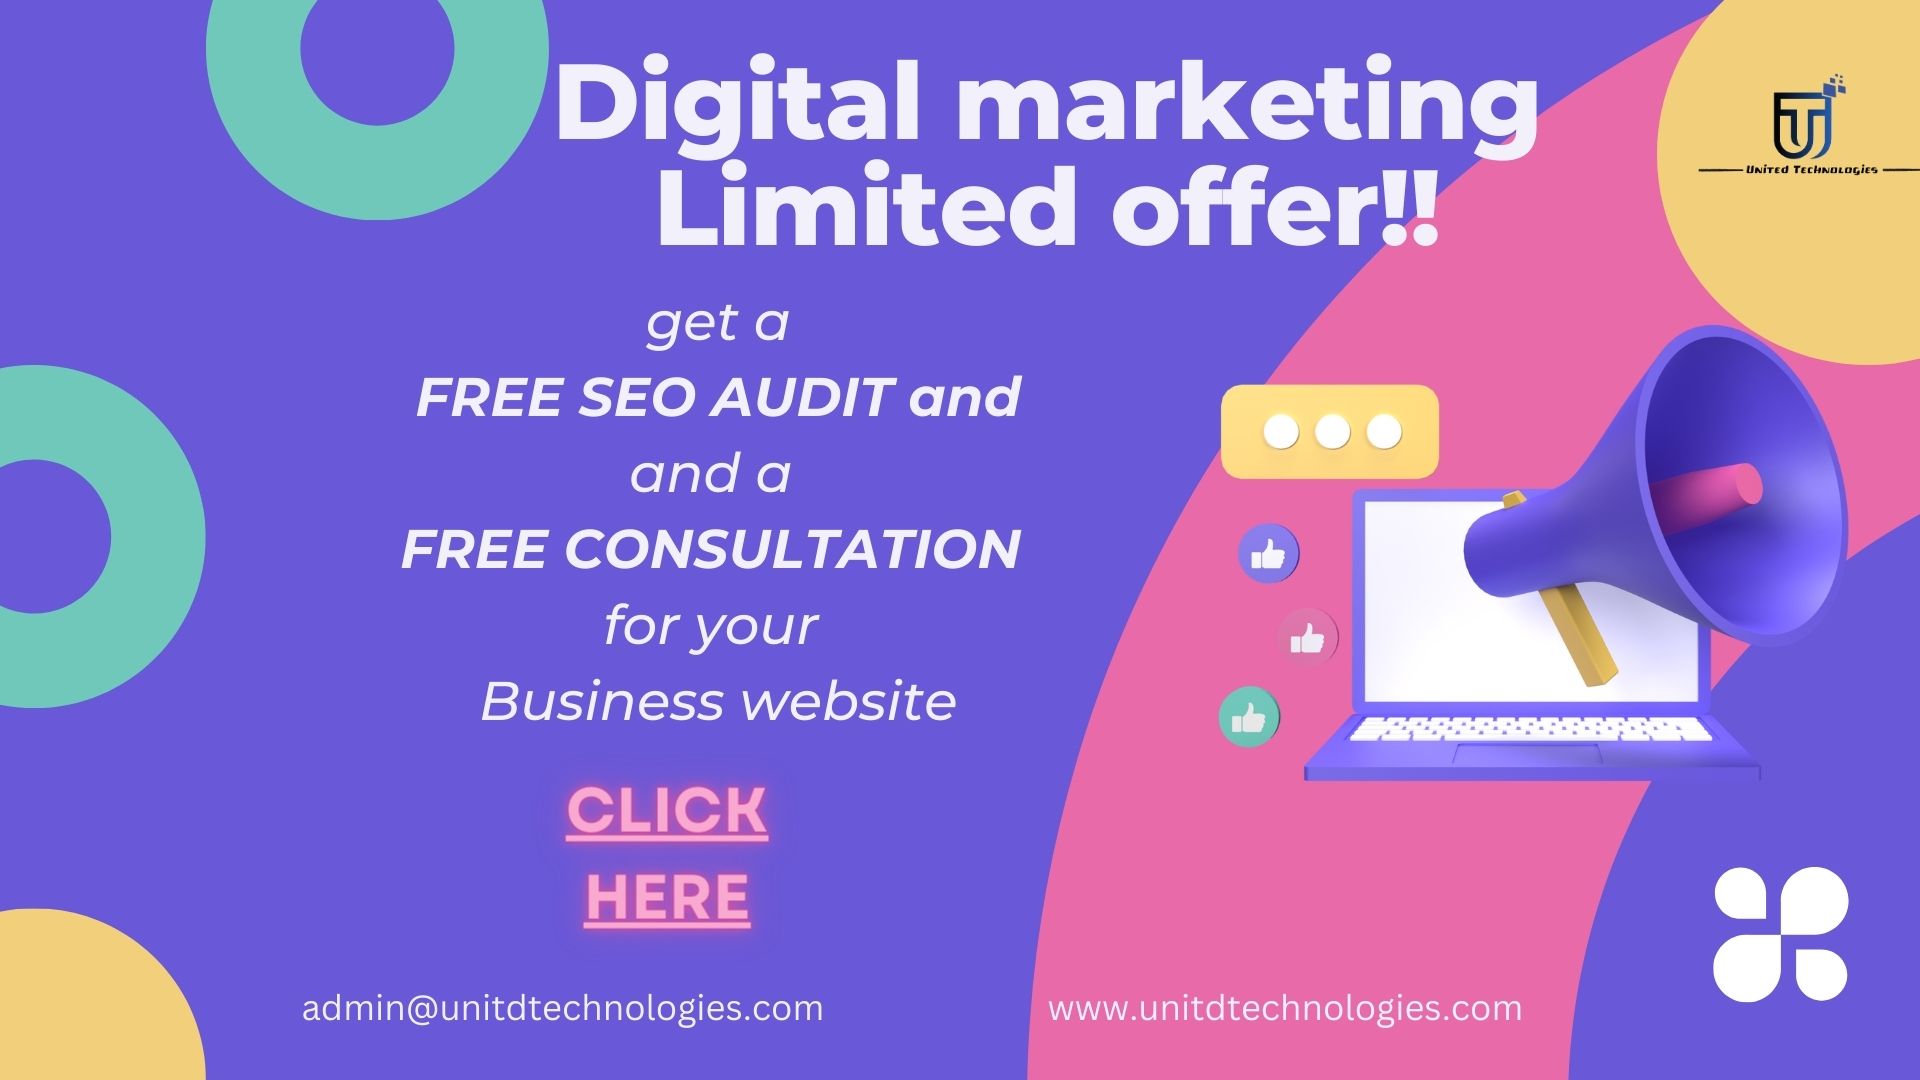 Digital marketing
Limited offer!!
United Technologies
get a
FREE SEO AUDIT and
and a
FREE CONSULTATION
for your
Business website
CLICK
HERE
admin@unitdtechnologies.com
www.unitdtechnologies.com